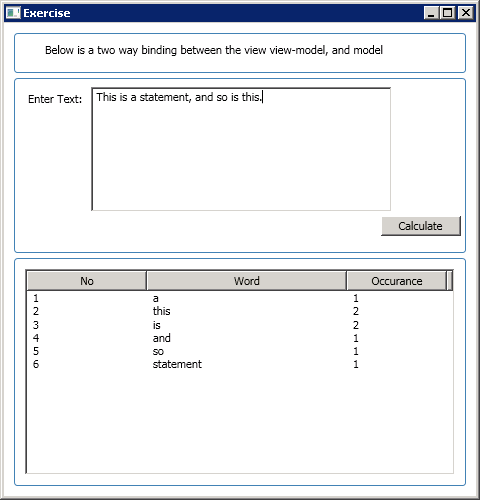 Exercise
Below is a two way binding between the view view-model, and model
Enter Text:
This is a statement, and so is this.
Calculate
No Word Occurance
1 a 1
2 this 2
3 is 2
4 and 1
5 so 1
6 statement 1